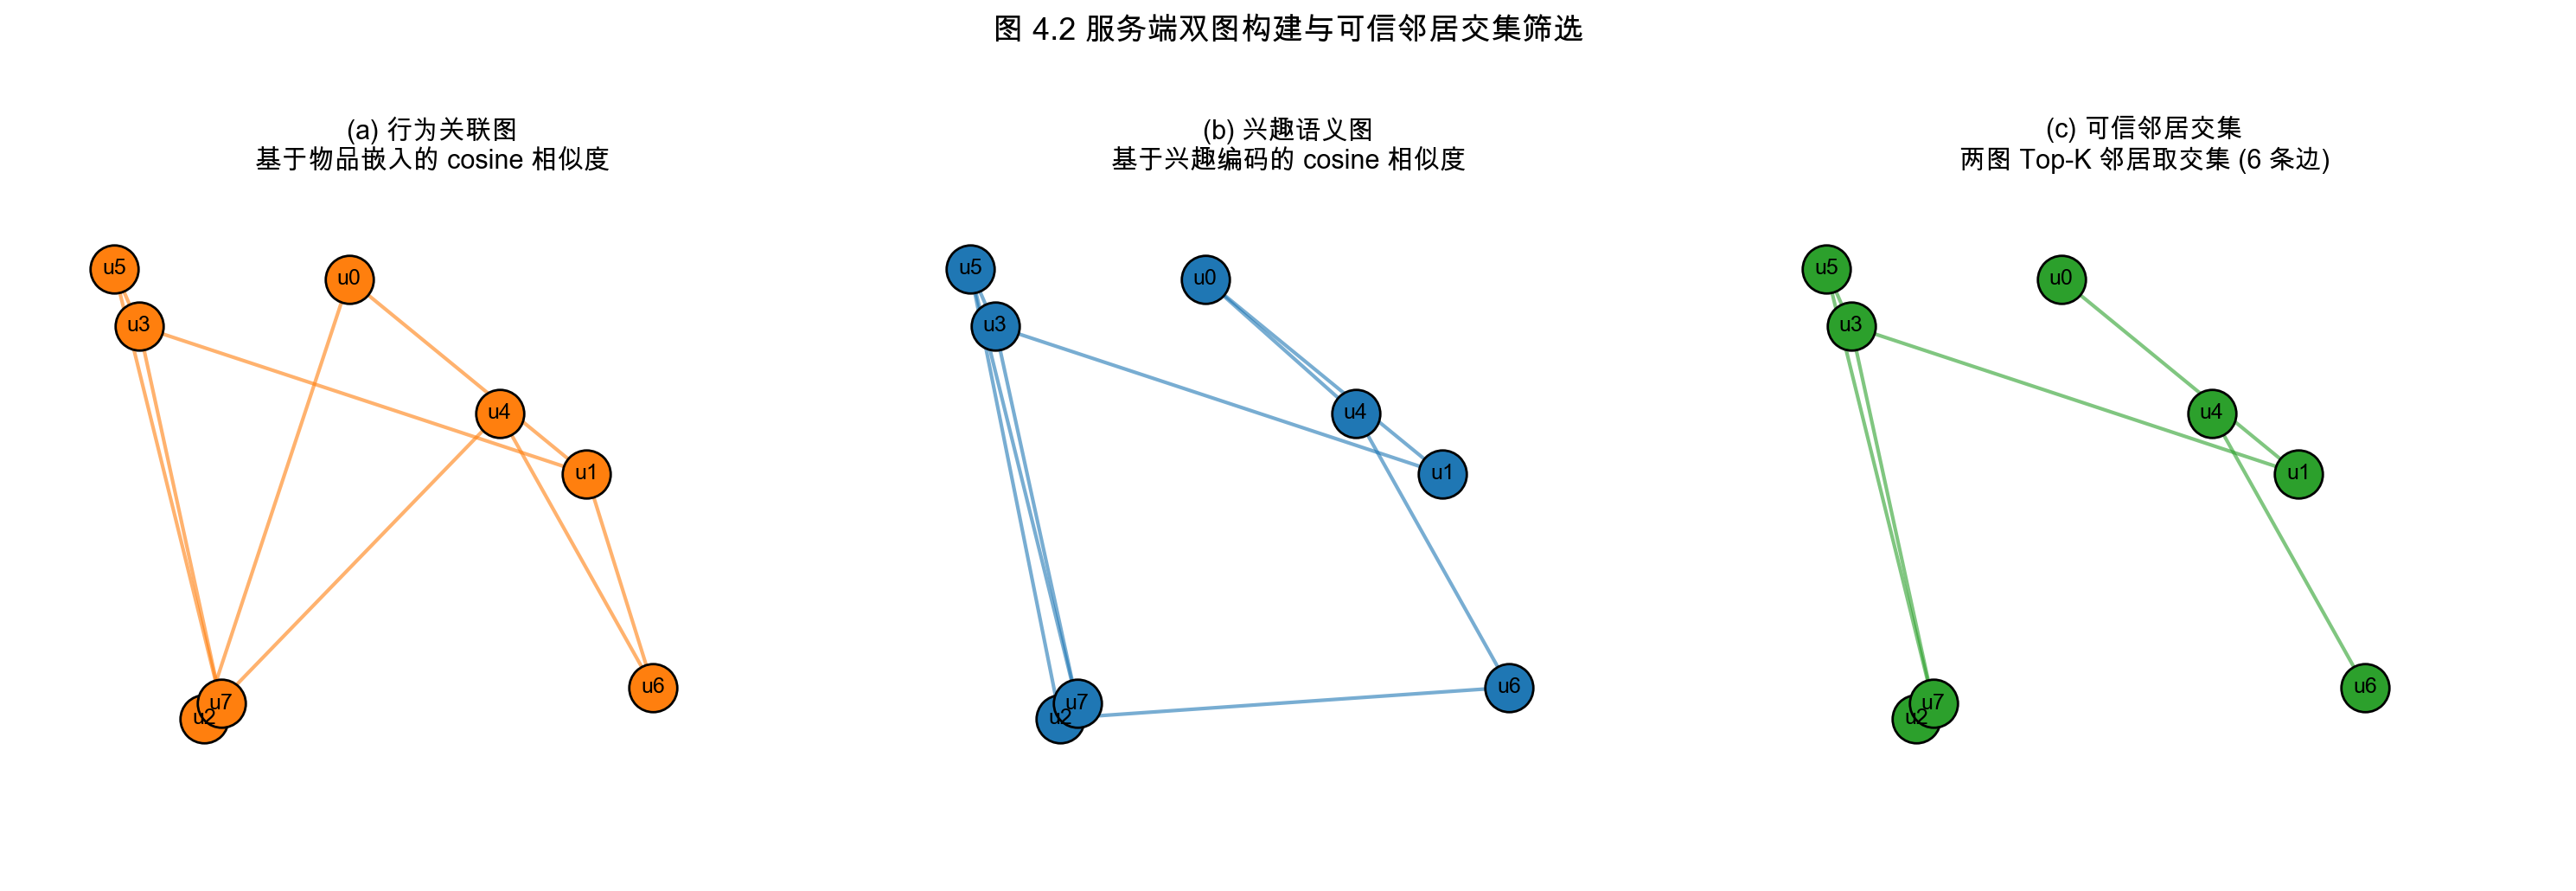 图 4.2 服务端双图构建与可信邻居交集筛选
(a) 行为关联图
基于物品嵌入的 cosine 相似度
u5
u0
u3
u4
u1
u6
u7
u2
(b) 兴趣语义图
基于兴趣编码的 cosine 相似度
u5
u0
u3
u4
u1
u6
u7
u2
(c) 可信邻居交集
两图 Top-K 邻居取交集 (6 条边)
u5
u0
u3
u4
u1
u6
u7
u2